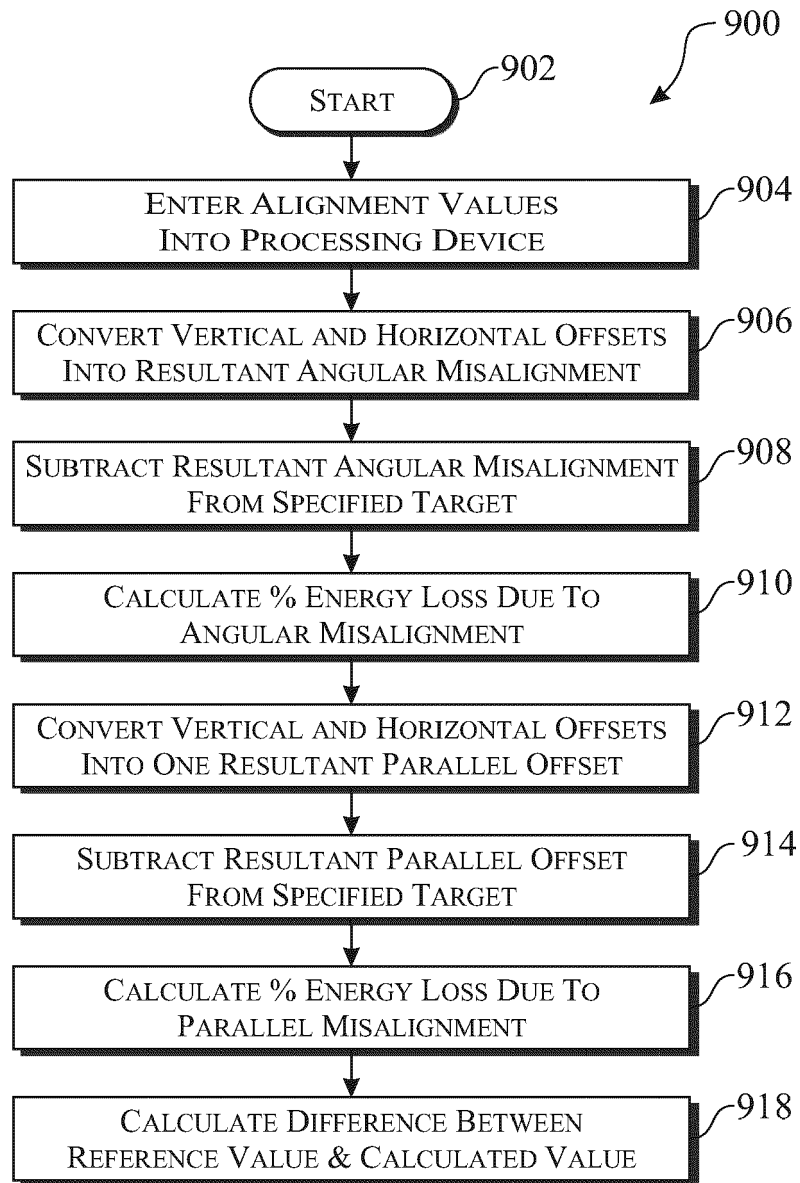 900
START
902
ENTER ALIGNMENT VALUES
INTO PROCESSING DEVICE
904
CONVERT VERTICAL AND HORIZONTAL OFFSETS
INTO RESULTANT ANGULAR MISALIGNMENT
906
SUBTRACT RESULTANT ANGULAR MISALIGNMENT
FROM SPECIFIED TARGET
908
CALCULATE % ENERGY LOSS DUE TO
ANGULAR MISALIGNMENT
910
CONVERT VERTICAL AND HORIZONTAL OFFSETS
INTO ONE RESULTANT PARALLEL OFFSET
912
SUBTRACT RESULTANT PARALLEL OFFSET
FROM SPECIFIED TARGET
914
CALCULATE % ENERGY LOSS DUE TO
PARALLEL MISALIGNMENT
916
CALCULATE DIFFERENCE BETWEEN
REFERENCE VALUE & CALCULATED VALUE
918